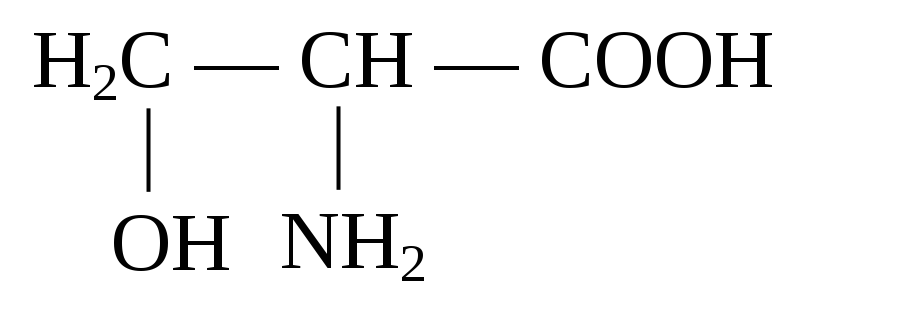 H₂C — CH — COOH
OH NH₂